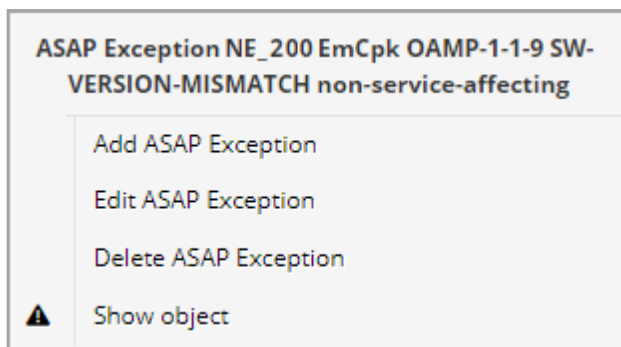 ASAP Exception NE_200 EmCpk OAMP-1-1-9 SW-
VERSION-MISMATCH non-service-affecting
Add ASAP Exception
Edit ASAP Exception
Delete ASAP Exception
Show object